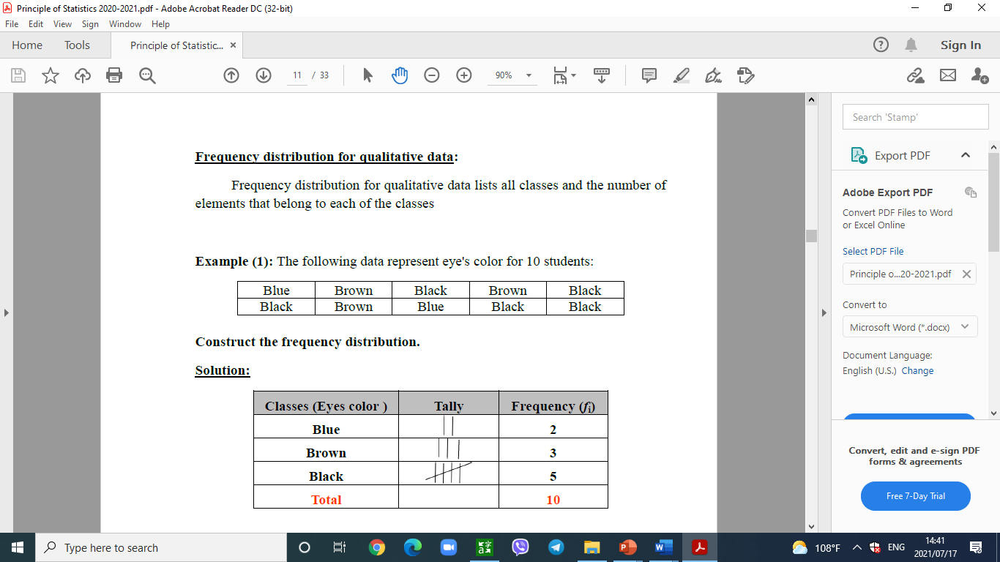 Principle of Statistics 2020-2021.pdf - Adobe Acrobat Reader DC (32-bit)
File Edit View Sign Window Help
Home Tools Principle of Statistic... ×
Sign In
11 / 33 90%
Frequency distribution for qualitative data:
Frequency distribution for qualitative data lists all classes and the number of
elements that belong to each of the classes
Example (1): The following data represent eye's color for 10 students:
Blue Brown Black Brown Black
Black Brown Blue Black Black
Construct the frequency distribution.
Solution:
Classes (Eyes color ) Tally Frequency (fi)
Blue 2
Brown 3
Black 5
Total 10
Search 'Stamp'
Export PDF
Adobe Export PDF
Convert PDF Files to Word
or Excel Online
Select PDF File
Principle o...20-2021.pdf
Convert to
Microsoft Word (*.docx)
Document Language:
English (U.S.) Change
Convert, edit and e-sign PDF
forms & agreements
Free 7-Day Trial
Type here to search
108°F ENG 14:41
2021/07/17